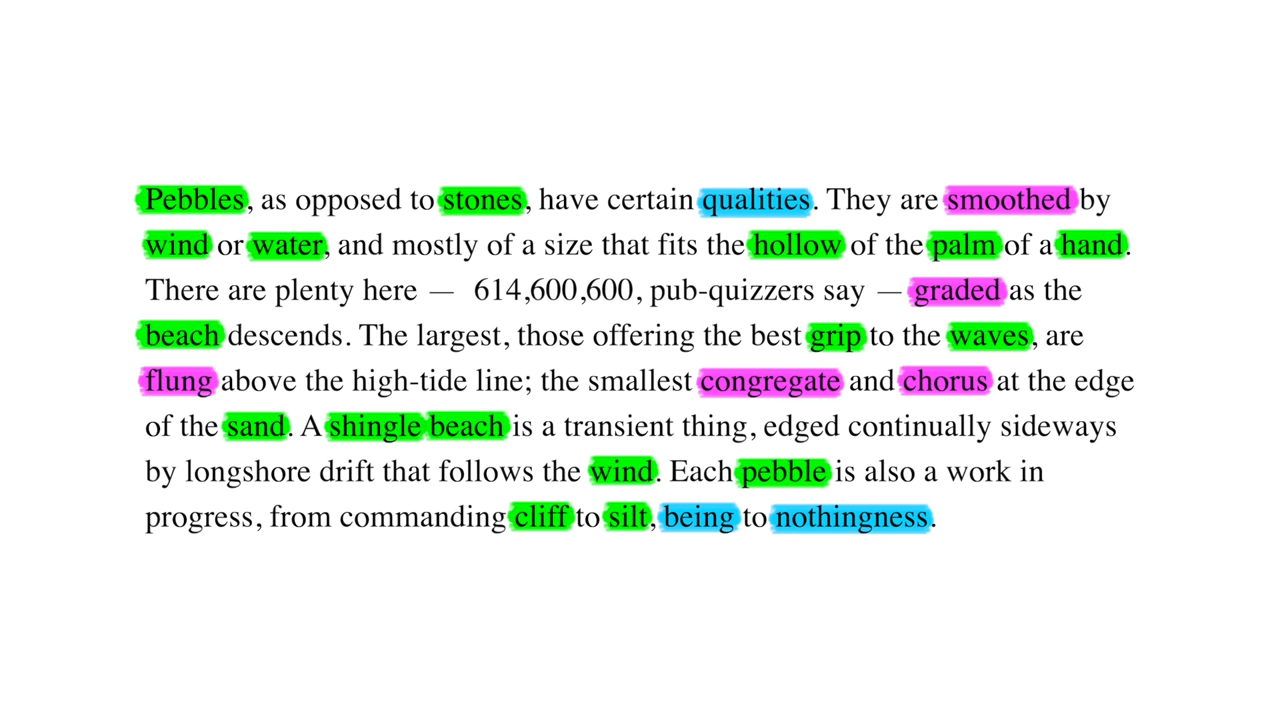 Pebbles, as opposed to stones, have certain qualities. They are smoothed by
wind or water, and mostly of a size that fits the hollow of the palm of a hand.
There are plenty here — 614,600,600, pub-quizzers say — graded as the
beach descends. The largest, those offering the best grip to the waves, are
flung above the high-tide line; the smallest congregate and chorus at the edge
of the sand. A shingle beach is a transient thing, edged continually sideways
by longshore drift that follows the wind. Each pebble is also a work in
progress, from commanding cliff to silt, being to nothingness.